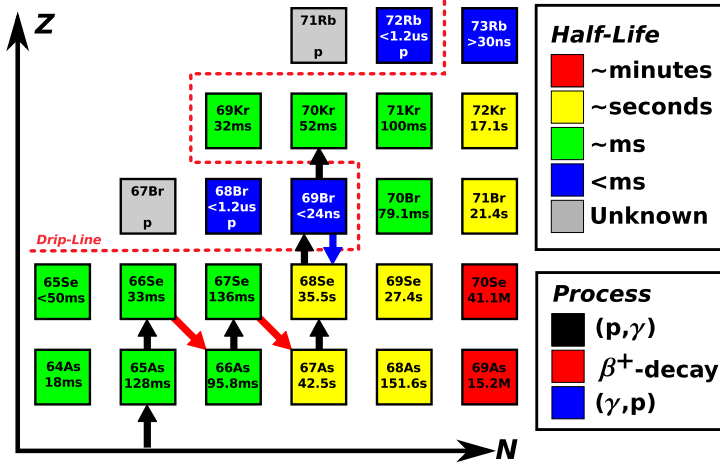 Z
71Rb
p
72Rb
<1.2us
p
73Rb
>30ns
69Kr
32ms
70Kr
52ms
71Kr
100ms
72Kr
17.1s
67Br
p
68Br
<1.2us
p
69Br
<24ns
70Br
79.1ms
71Br
21.4s
Drip-Line
65Se
<50ms
66Se
33ms
67Se
136ms
68Se
35.5s
69Se
27.4s
70Se
41.1M
64As
18ms
65As
128ms
66As
95.8ms
67As
42.5s
68As
151.6s
69As
15.2M
N
Half-Life
~minutes
~seconds
~ms
<ms
Unknown
Process
(p,γ)
β⁺-decay
(γ,p)